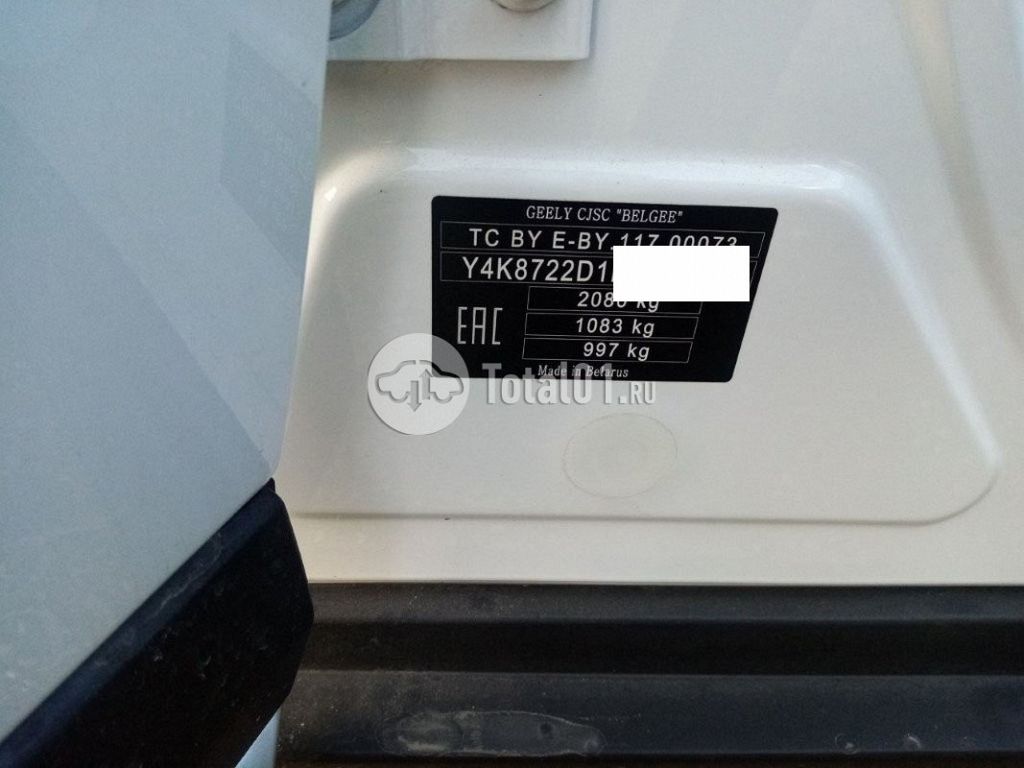 GEELY CJSC "BELGEE"
TC BY E-BY.117.00073
Y4K8722D1
2080 kg
1083 kg
997 kg
EAC
Made in Belarus
Total01.RU